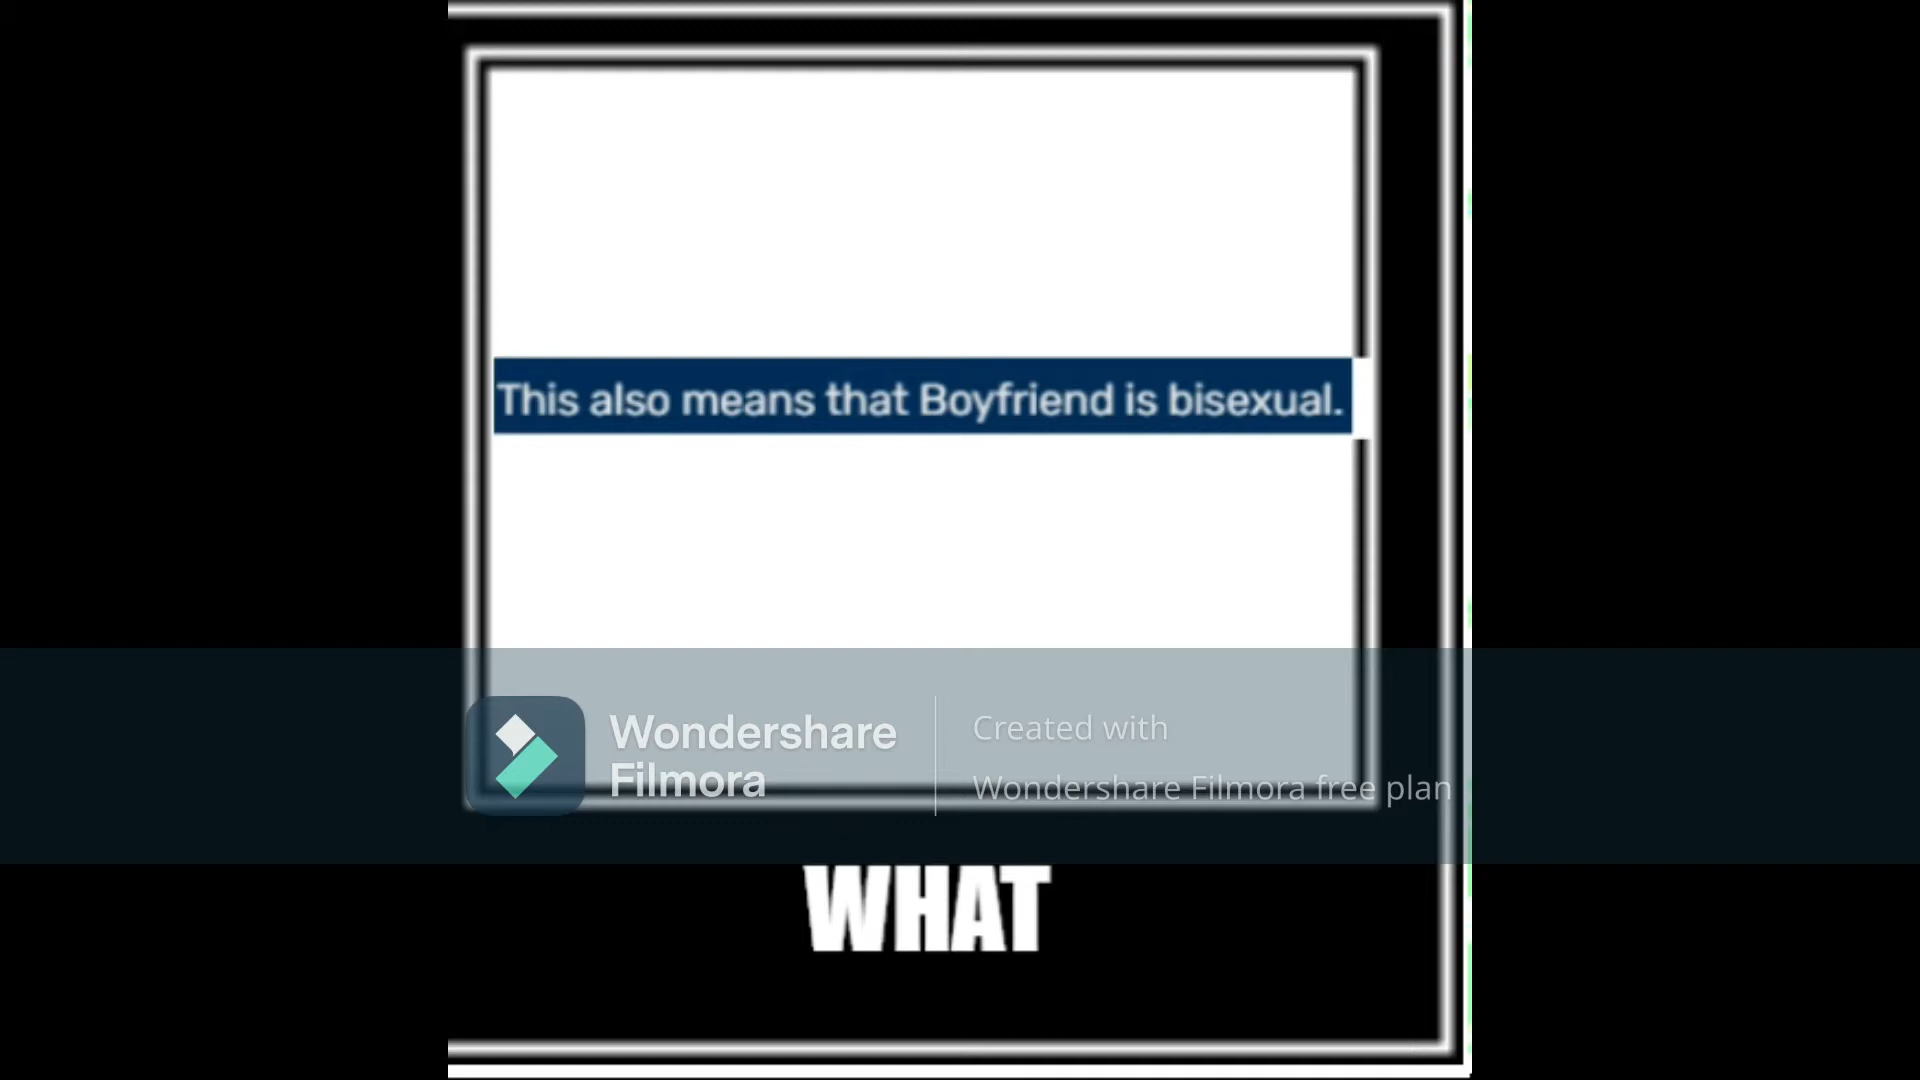 This also means that Boyfriend is bisexual.
Wondershare
Filmora
Created with
Wondershare Filmora free plan
WHAT